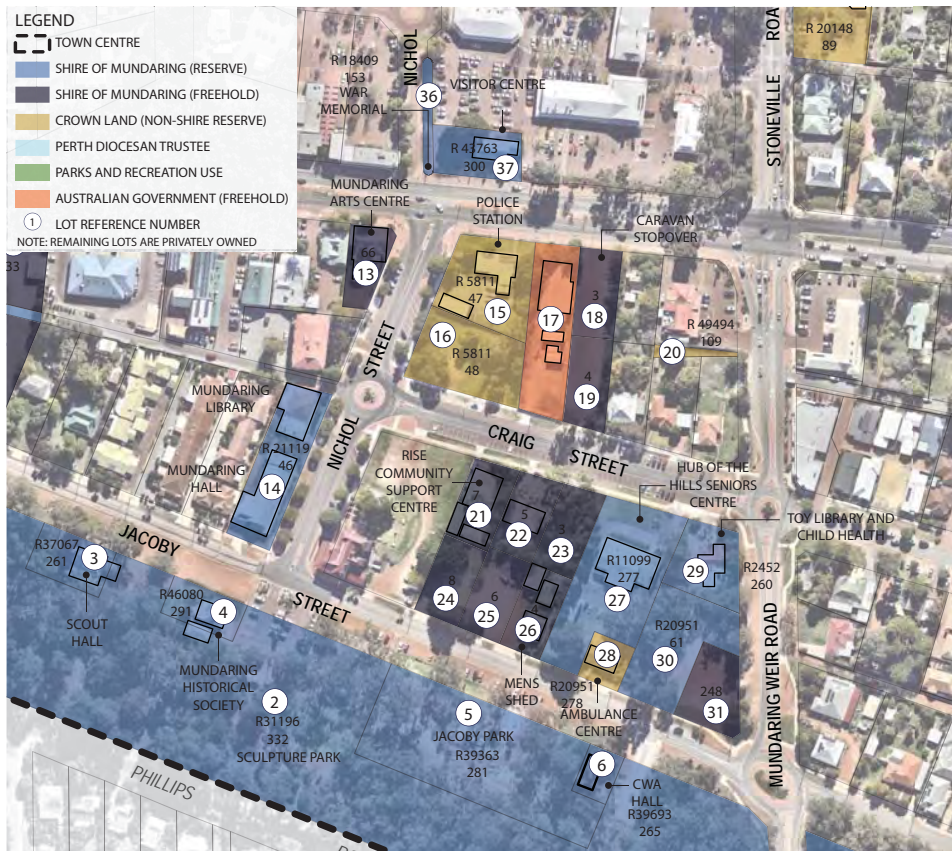 LEGEND
TOWN CENTRE
SHIRE OF MUNDARING (RESERVE)
SHIRE OF MUNDARING (FREEHOLD)
CROWN LAND (NON-SHIRE RESERVE)
PERTH DIOCESAN TRUSTEE
PARKS AND RECREATION USE
AUSTRALIAN GOVERNMENT (FREEHOLD)
1 LOT REFERENCE NUMBER
NOTE: REMAINING LOTS ARE PRIVATELY OWNED
R 18409
153
WAR
MEMORIAL
NICHOL
36
VISITOR CENTRE
R 43763
300
37
STONEVILLE
ROA
R 20148
89
MUNDARING
ARTS CENTRE
66
13
33
POLICE
STATION
R 5811
47
15
16
R 5811
48
17
CARAVAN
STOPOVER
3
18
4
19
R 49494
109
20
NICHOL
STREET
MUNDARING
LIBRARY
R 21119
46
MUNDARING
HALL
14
CRAIG
STREET
RISE
COMMUNITY
SUPPORT
CENTRE
7
21
5
22
3
23
8
24
6
25
4
26
MENS
SHED
HUB OF THE
HILLS SENIORS
CENTRE
R11099
277
27
28
R20951
278
AMBULANCE
CENTRE
TOY LIBRARY AND
CHILD HEALTH
29
R2452
260
R20951
61
30
248
31
MUNDARING WEIR ROAD
JACOBY
STREET
R37067
261
3
SCOUT
HALL
R46080
291
4
MUNDARING
HISTORICAL
SOCIETY
2
R31196
332
SCULPTURE PARK
5
JACOBY PARK
R39363
281
6
CWA
HALL
R39693
265
PHILLIPS